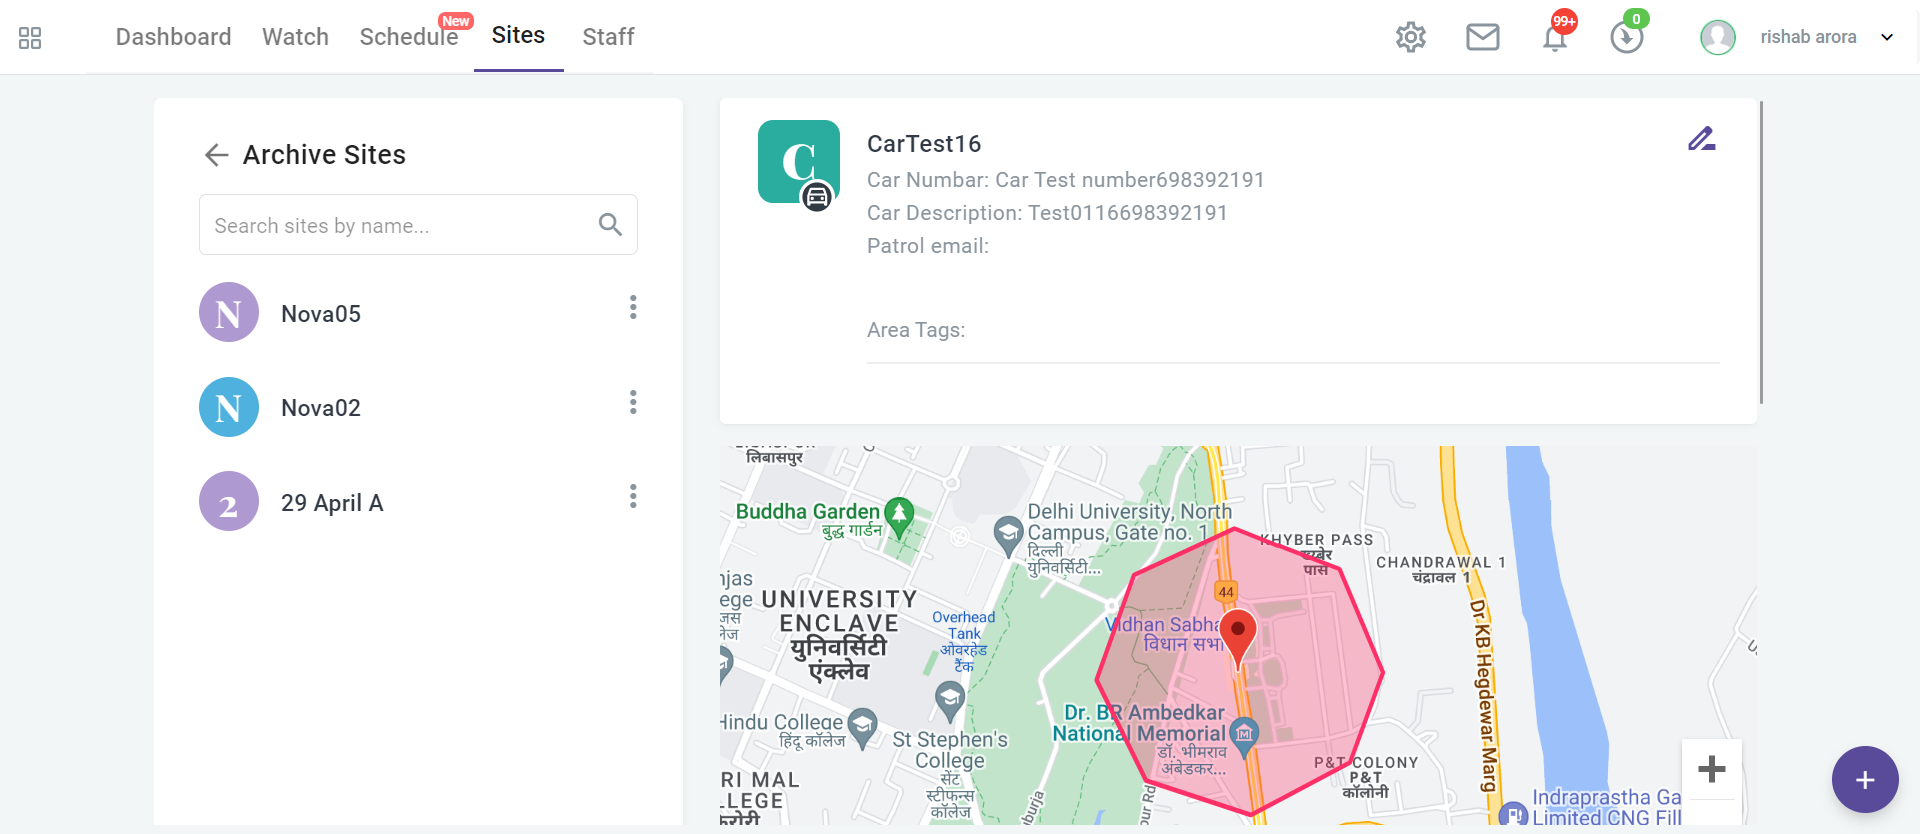 Dashboard
Watch
Schedule
New
Sites
Staff
99+
0
rishab arora
Archive Sites
Search sites by name...
N
Nova05
N
Nova02
2
29 April A
C
CarTest16
Car Numbar: Car Test number698392191
Car Description: Test0116698392191
Patrol email:
Area Tags:
लिबासपुर
Buddha Garden
बुद्ध गार्डन
Delhi University, North
Campus, Gate no. 1
दिल्ली
युनिवर्सिटी...
KHYBER PASS
पास
CHANDRAWAL 1
चंद्रावल 1
UNIVERSITY
ENCLAVE
युनिवर्सिटी
एंक्लेव
Overhead
Tank
ओवरहेड
टैंक
44
Vidhan Sabha
विधान सभा
Dr KB Hegdewar Marg
Dr. BR Ambedkar
National Memorial
डॉ. भीमराव
अंबेडकर...
Hindu College
हिंदू कॉलेज
St Stephen's
College
सेंट
स्टीफन्स
कॉलेज
P&T COLONY
P&T
कॉलोनी
RI MAL
LLEGE
Indraprastha Ga
Limited CNG Fill